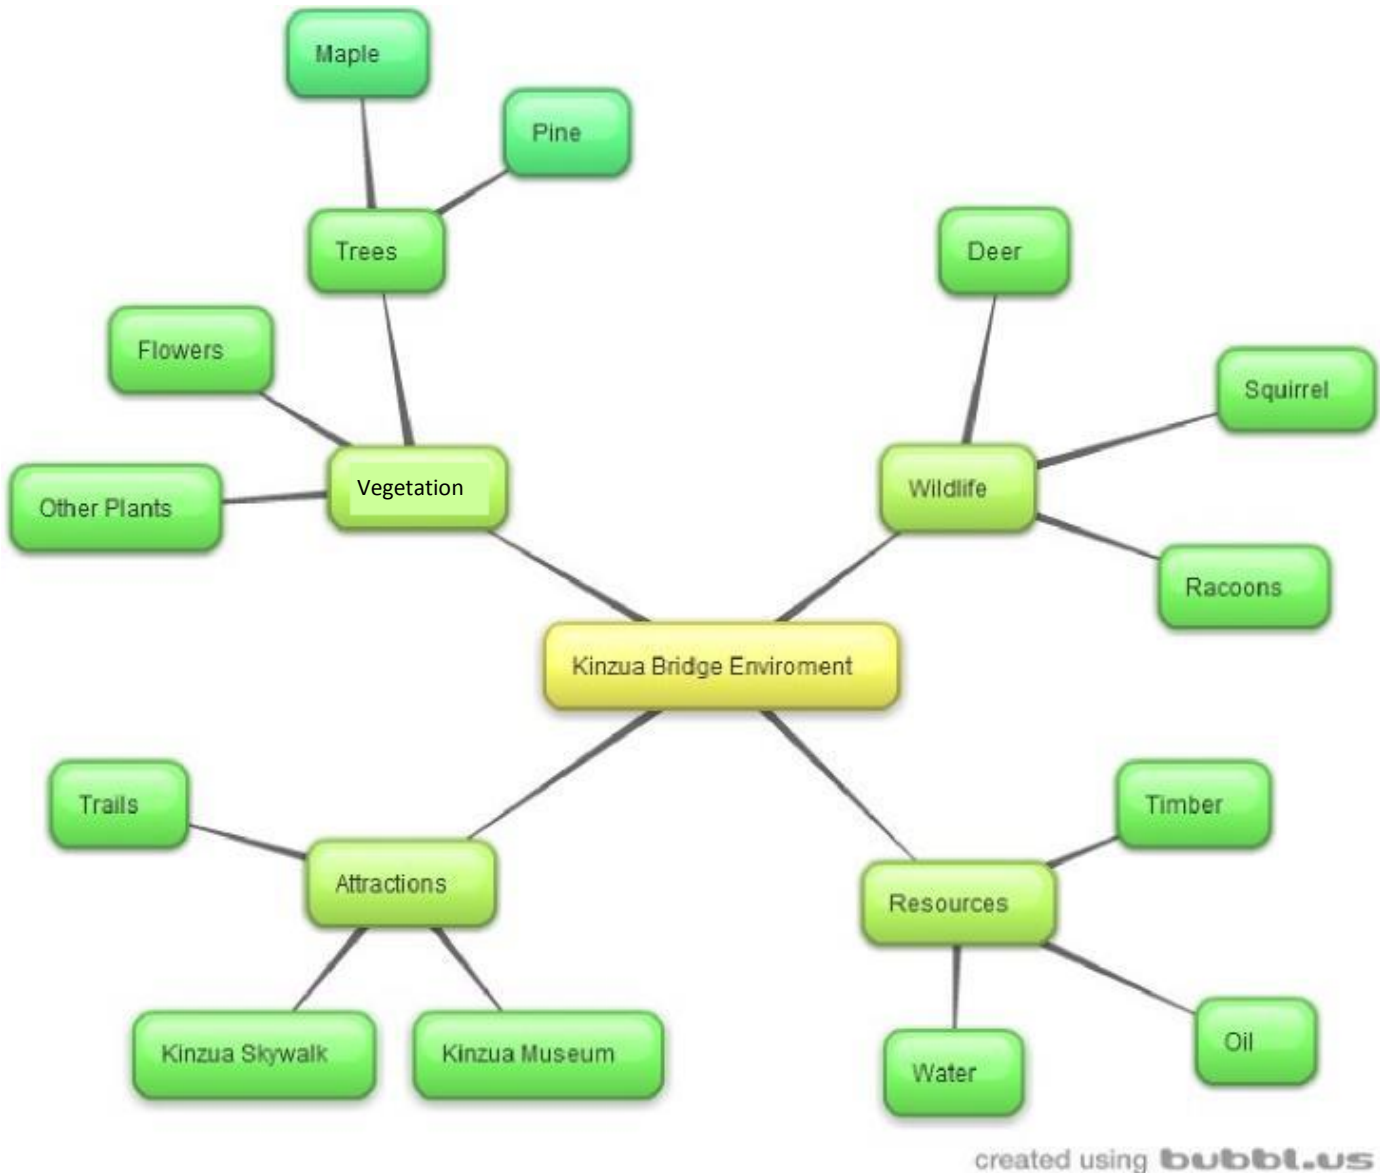 Maple
Pine
Trees
Deer
Flowers
Squirrel
Other Plants
Vegetation
Wildlife
Racoons
Kinzua Bridge Enviroment
Trails
Timber
Attractions
Resources
Kinzua Skywalk
Kinzua Museum
Water
Oil
created using bubbl.us